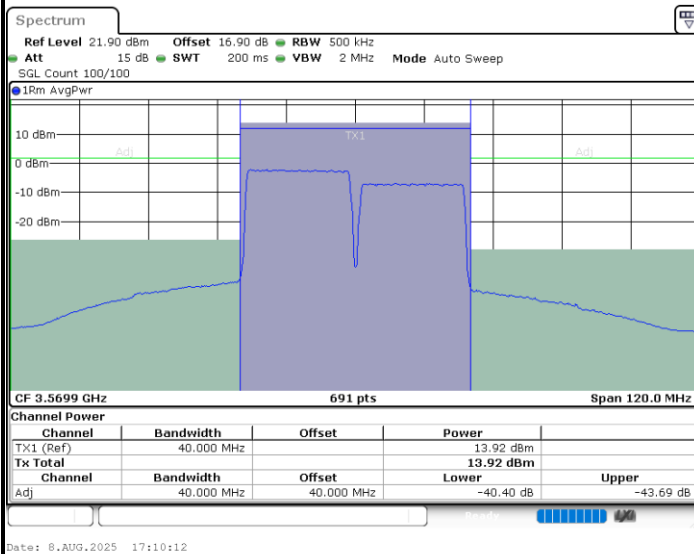 Spectrum
Ref Level 21.90 dBm Offset 16.90 dB RBW 500 kHz
Att 15 dB SWT 200 ms VBW 2 MHz Mode Auto Sweep
SGL Count 100/100
1Rm AvgPwr
10 dBm
TX1
Adj Adj
0 dBm
-10 dBm
-20 dBm
CF 3.5699 GHz 691 pts Span 120.0 MHz
Channel Power
Channel Bandwidth Offset Power
TX1 (Ref) 40.000 MHz 13.92 dBm
Tx Total 13.92 dBm
Channel Bandwidth Offset Lower Upper
Adj 40.000 MHz 40.000 MHz -40.40 dB -43.69 dB
Ready
Date: 8.AUG.2025 17:10:12